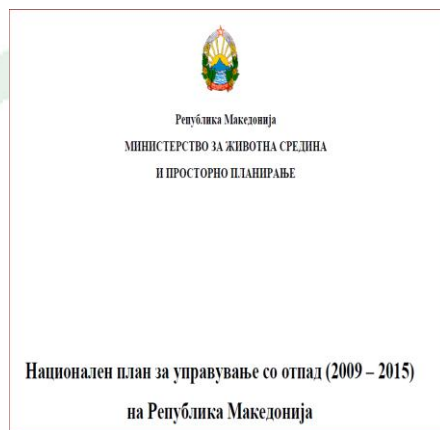 Република Македонија
МИНИСТЕРСТВО ЗА ЖИВОТНА СРЕДИНА
И ПРОСТОРНО ПЛАНИРАЊЕ
Национален план за управување со отпад (2009 – 2015)
на Република Македонија